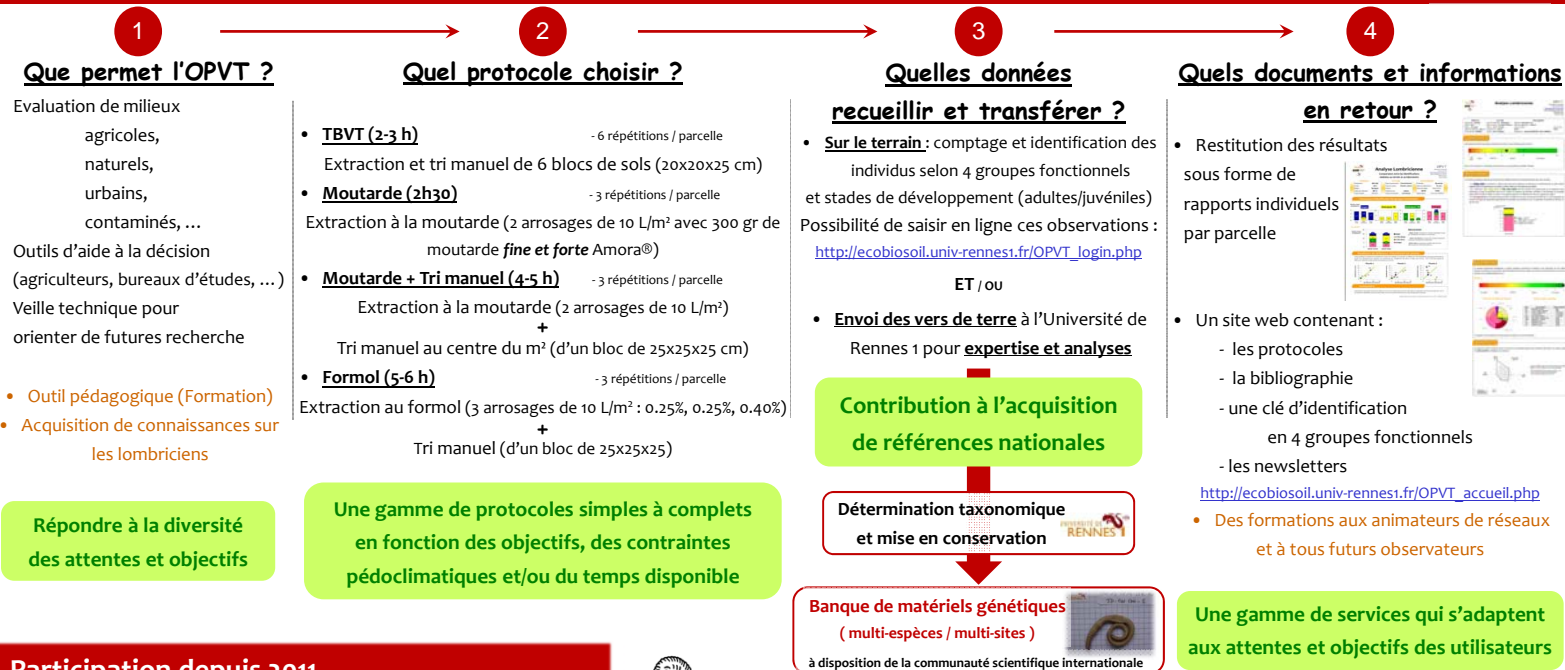 1
Que permet l'OPVT ?
Evaluation de milieux
agricoles,
naturels,
urbains,
contaminés, ...
Outils d'aide à la décision
(agriculteurs, bureaux d'études, ...)
Veille technique pour
orienter de futures recherche
• Outil pédagogique (Formation)
• Acquisition de connaissances sur
les lombriciens
Répondre à la diversité
des attentes et objectifs
2
Quel protocole choisir ?
• TBVT (2-3 h) - 6 répétitions / parcelle
Extraction et tri manuel de 6 blocs de sols (20x20x25 cm)
• Moutarde (2h30) - 3 répétitions / parcelle
Extraction à la moutarde (2 arrosages de 10 L/m² avec 300 gr de
moutarde fine et forte Amora®)
• Moutarde + Tri manuel (4-5 h) - 3 répétitions / parcelle
Extraction à la moutarde (2 arrosages de 10 L/m²)
+
Tri manuel au centre du m² (d'un bloc de 25x25x25 cm)
• Formol (5-6 h) - 3 répétitions / parcelle
Extraction au formol (3 arrosages de 10 L/m² : 0.25%, 0.25%, 0.40%)
+
Tri manuel (d'un bloc de 25x25x25)
Une gamme de protocoles simples à complets
en fonction des objectifs, des contraintes
pédoclimatiques et/ou du temps disponible
3
Quelles données
recueillir et transférer ?
• Sur le terrain : comptage et identification des
individus selon 4 groupes fonctionnels
et stades de développement (adultes/juvéniles)
Possibilité de saisir en ligne ces observations :
http://ecobiosoil.univ-rennes1.fr/OPVT_login.php
ET / OU
• Envoi des vers de terre à l'Université de
Rennes 1 pour expertise et analyses
Contribution à l'acquisition
de références nationales
Détermination taxonomique
et mise en conservation
UNIVERSITÉ DE
RENNES 1
Banque de matériels génétiques
( multi-espèces / multi-sites )
à disposition de la communauté scientifique internationale
4
Quels documents et informations
en retour ?
• Restitution des résultats
sous forme de
rapports individuels
par parcelle
Analyse Lombricienne
• Un site web contenant :
- les protocoles
- la bibliographie
- une clé d'identification
en 4 groupes fonctionnels
- les newsletters
http://ecobiosoil.univ-rennes1.fr/OPVT_accueil.php
• Des formations aux animateurs de réseaux
et à tous futurs observateurs
Une gamme de services qui s'adaptent
aux attentes et objectifs des utilisateurs
Participation depuis 2011